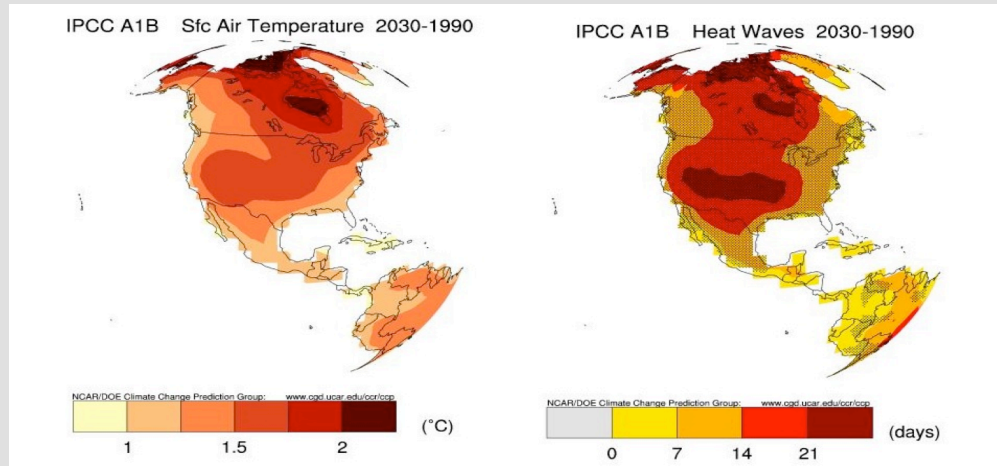 IPCC A1B Sfc Air Temperature 2030-1990
NCAR/DOE Climate Change Prediction Group: www.cgd.ucar.edu/ccr/ccp
1 1.5 2 (°C)
IPCC A1B Heat Waves 2030-1990
NCAR/DOE Climate Change Prediction Group: www.cgd.ucar.edu/ccr/ccp
0 7 14 21 (days)